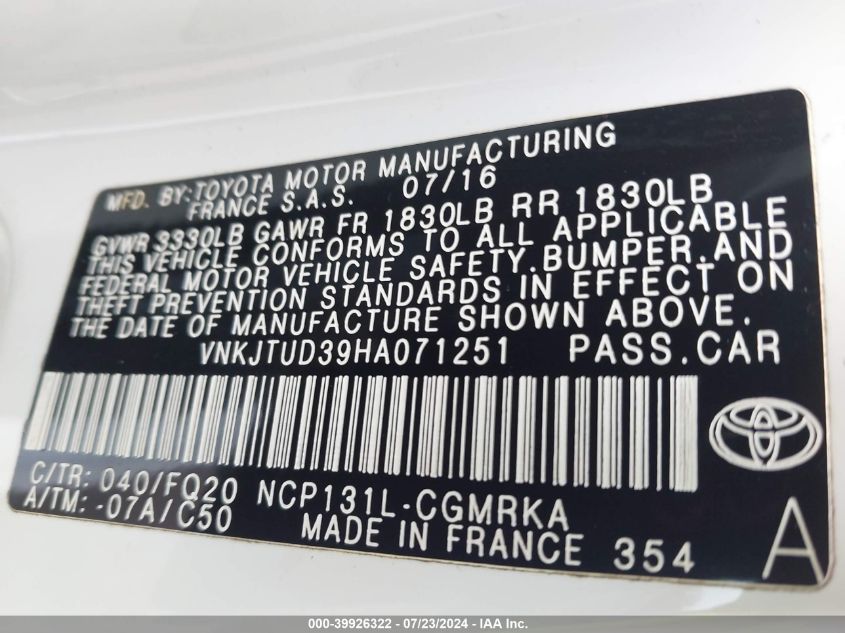 MFD. BY:TOYOTA MOTOR MANUFACTURING
FRANCE S.A.S. 07/16
GVWR 3330LB GAWR FR 1830LB RR 1830LB
THIS VEHICLE CONFORMS TO ALL APPLICABLE
FEDERAL MOTOR VEHICLE SAFETY,BUMPER,AND
THEFT PREVENTION STANDARDS IN EFFECT ON
THE DATE OF MANUFACTURE SHOWN ABOVE.
VNKJTUD39HA071251 PASS.CAR
C/TR: 040/FQ20 NCP131L-CGMRKA
A/TM: -07A/C50 MADE IN FRANCE 354 A
000-39926322 / 07/23/2024 - IAA Inc.